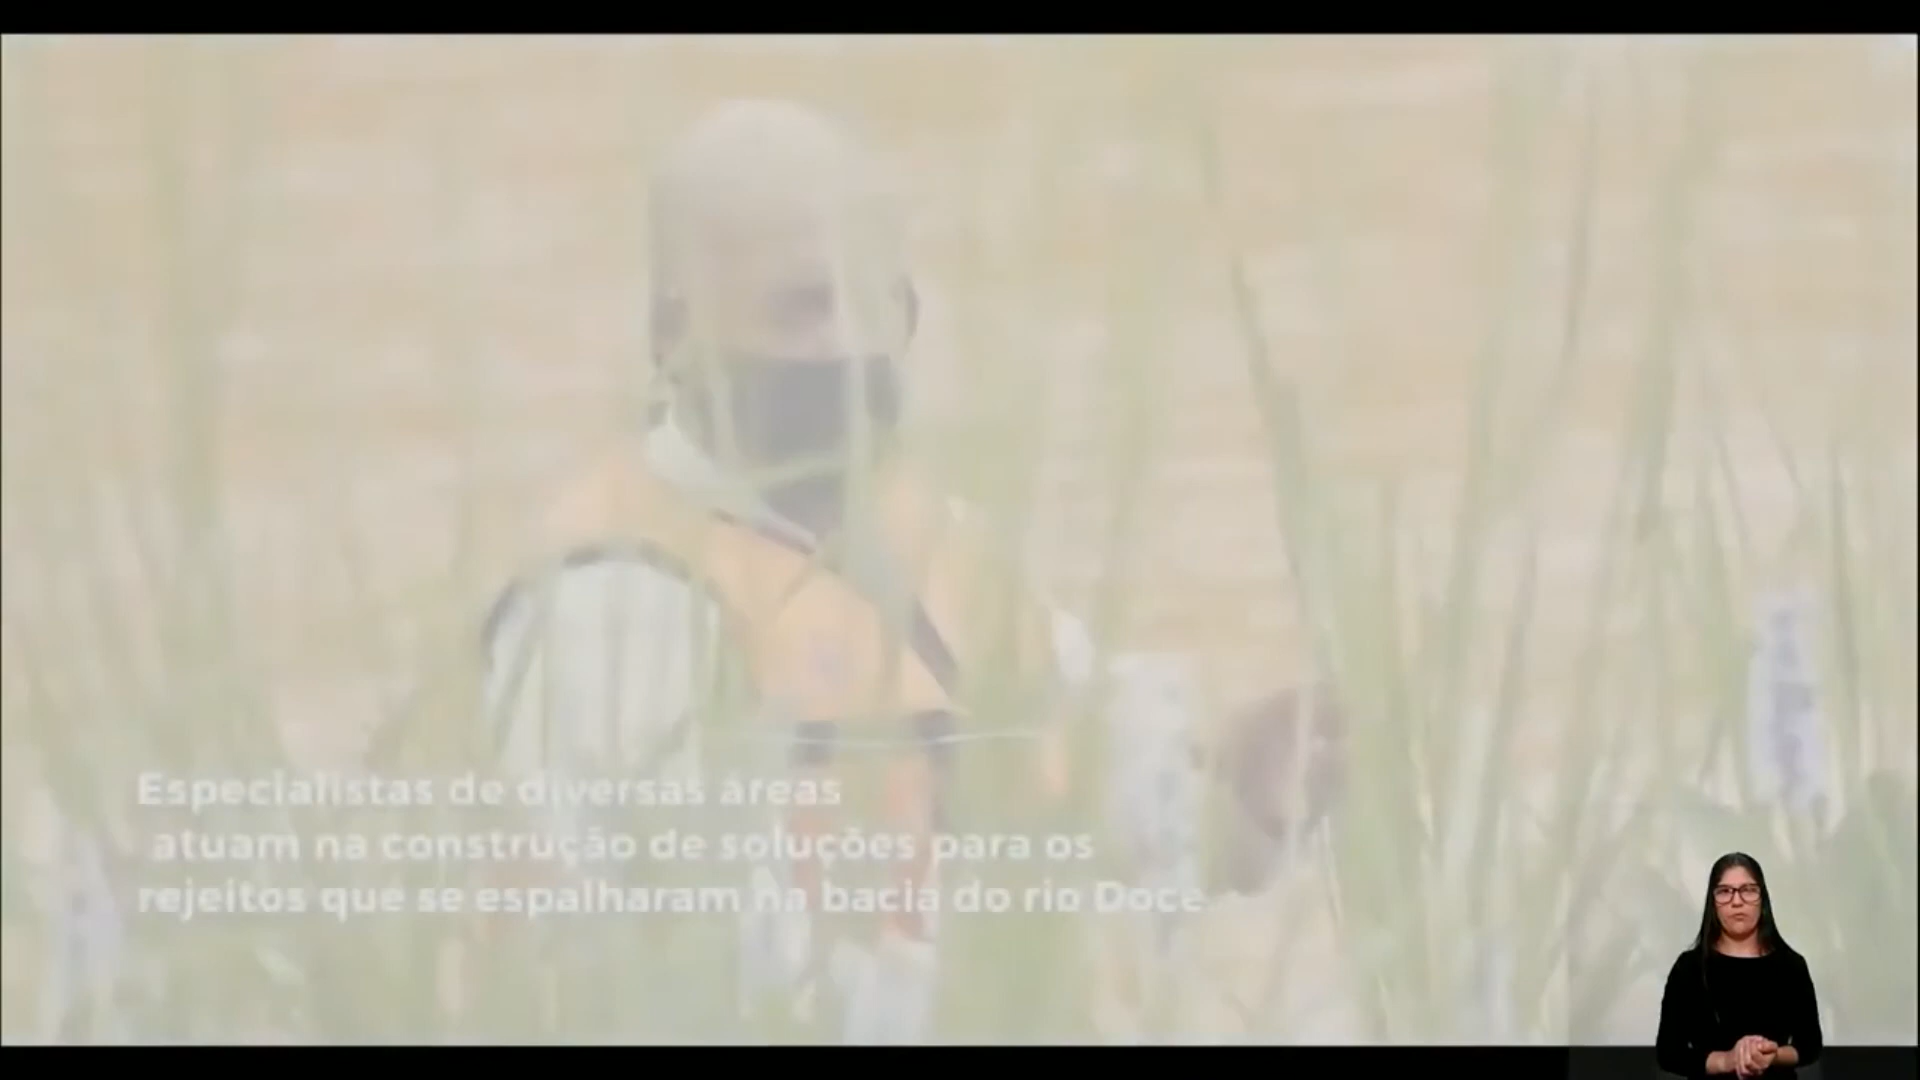 Especialistas de diversas áreas
atuam na construção de soluções para os
rejeitos que se espalharam na bacia do rio Doce